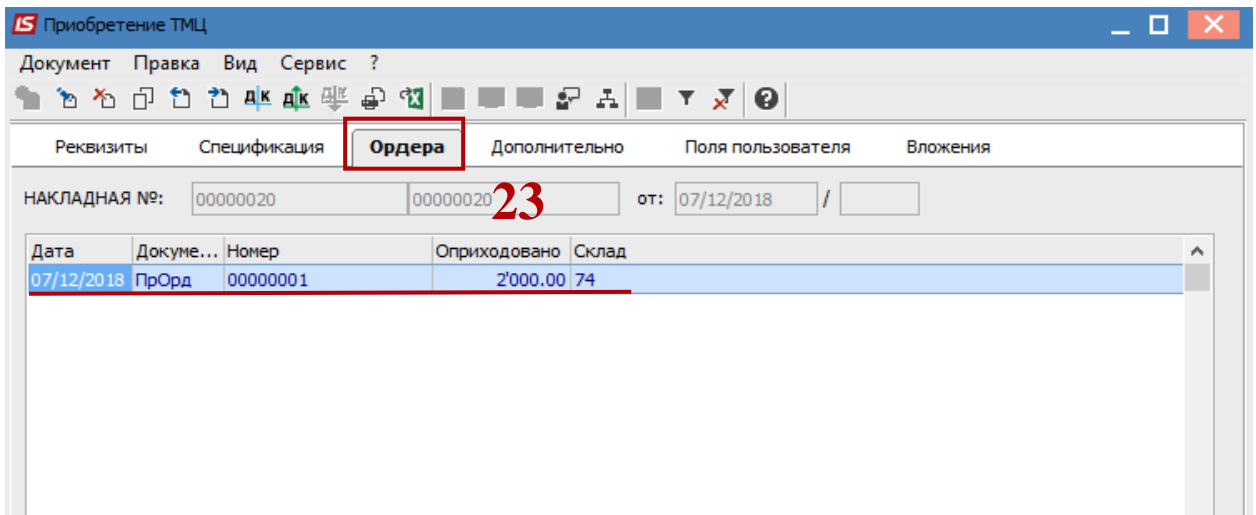 IS Приобретение ТМЦ
Документ Правка Вид Сервис ?
Реквизиты Спецификация Ордера Дополнительно Поля пользователя Вложения
НАКЛАДНАЯ №: 00000020 00000020 23 от: 07/12/2018 /
Дата Докуме... Номер Оприходовано Склад
07/12/2018 ПрОрд 00000001 2'000.00 74